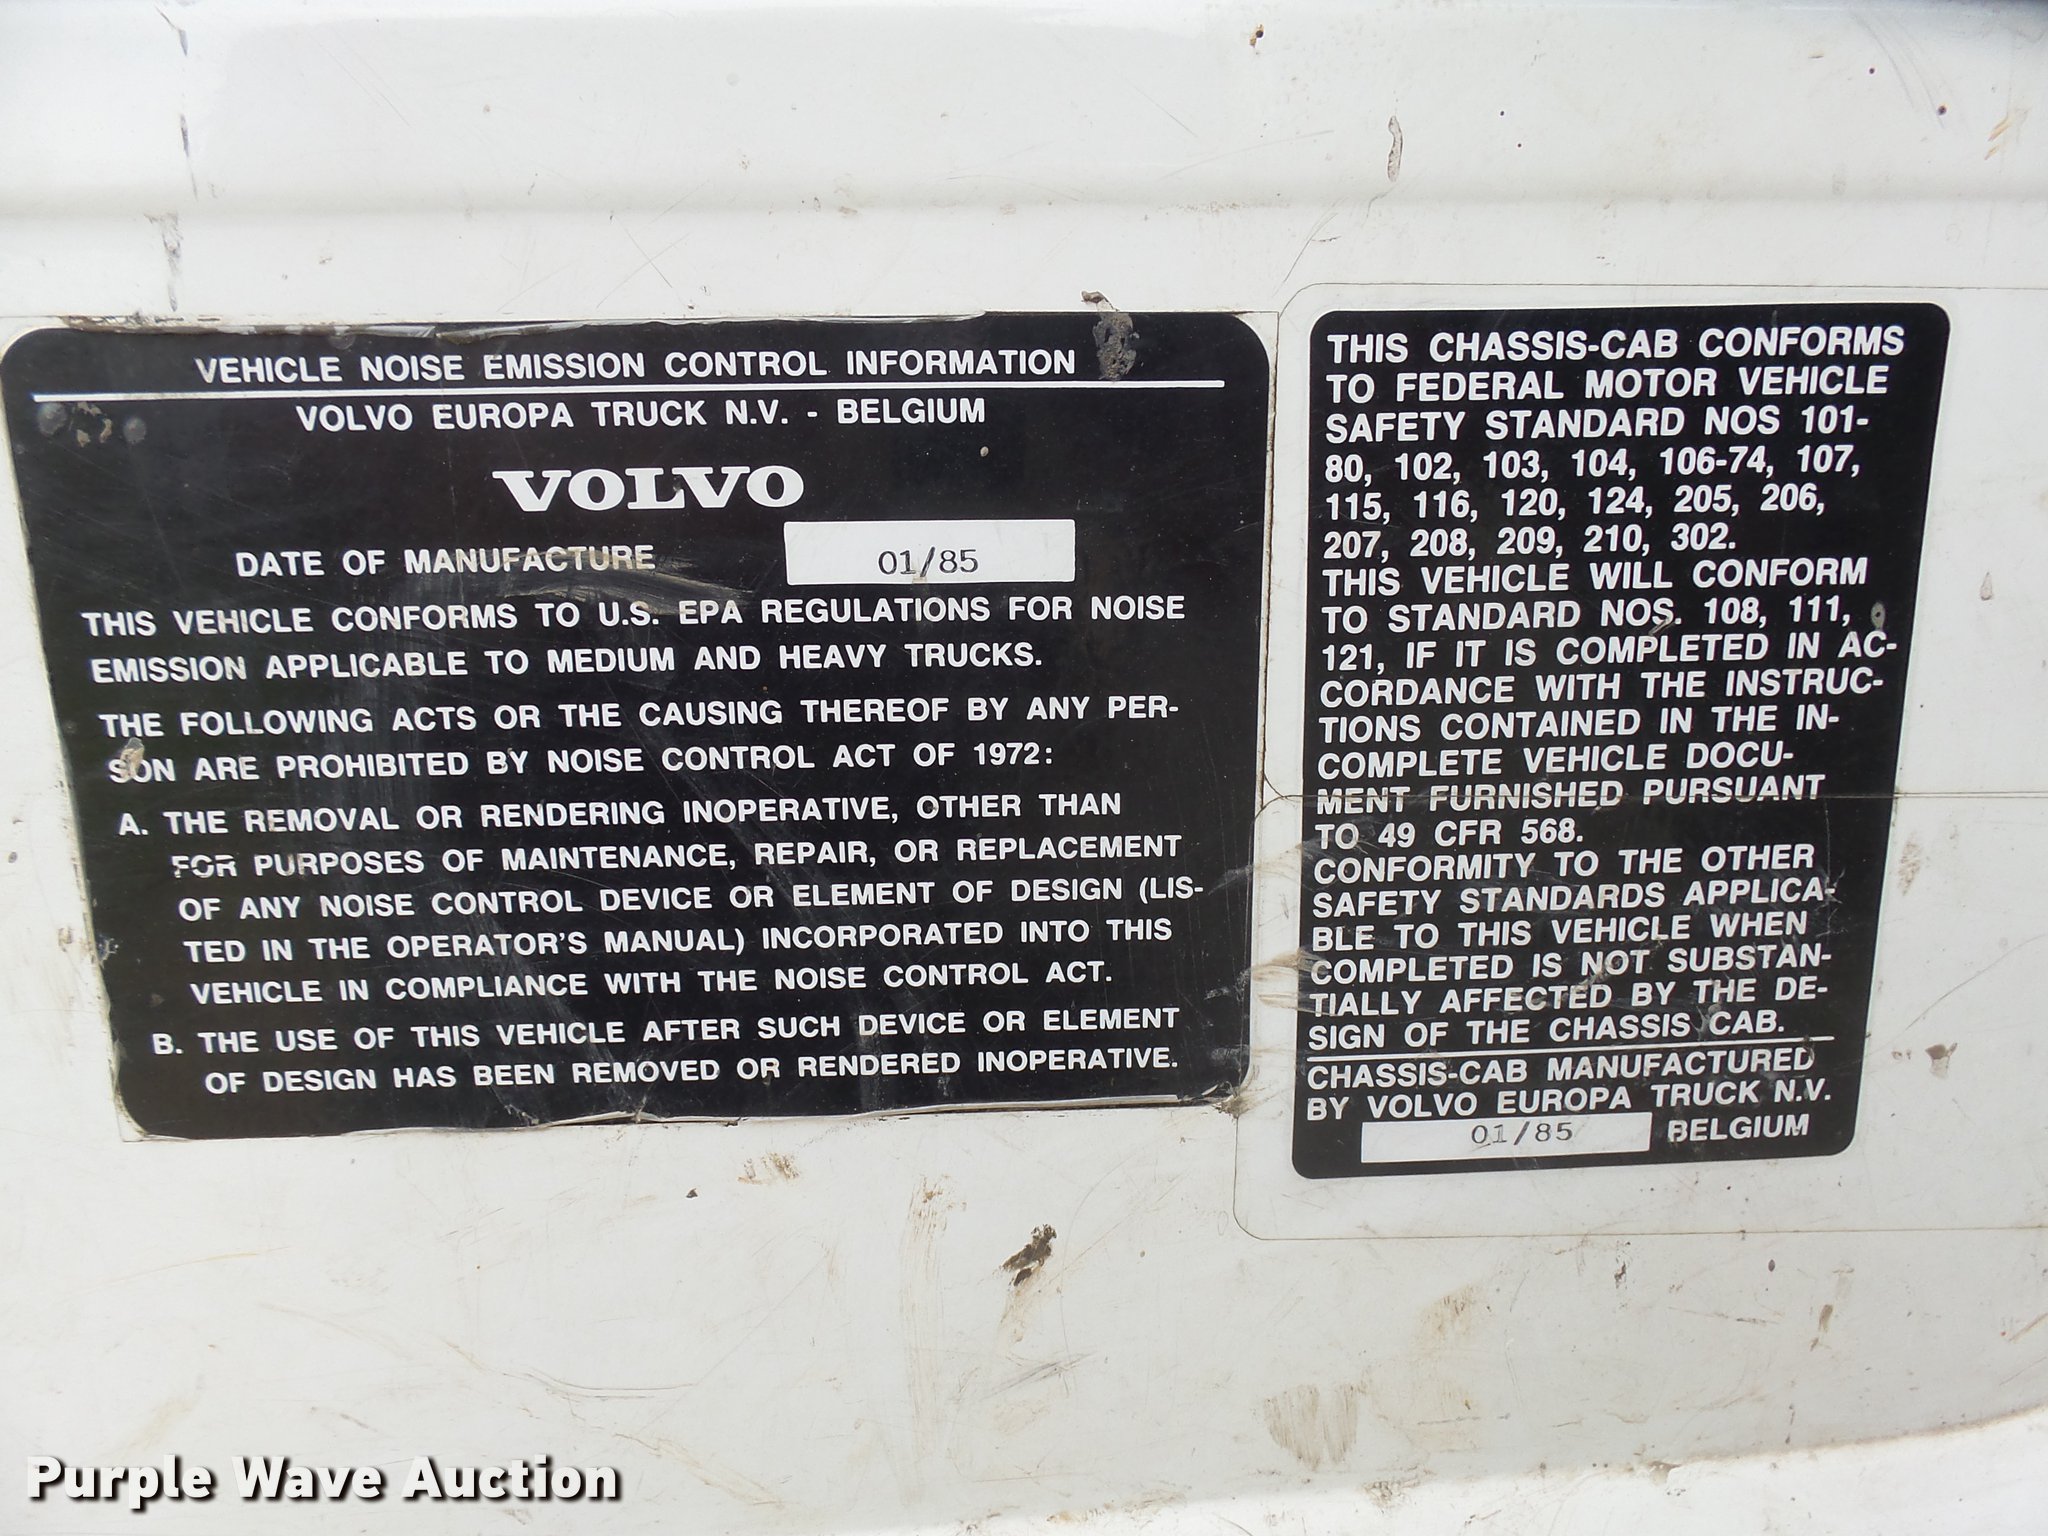 VEHICLE NOISE EMISSION CONTROL INFORMATION
VOLVO EUROPA TRUCK N.V. - BELGIUM
VOLVO
DATE OF MANUFACTURE 01/85
THIS VEHICLE CONFORMS TO U.S. EPA REGULATIONS FOR NOISE
EMISSION APPLICABLE TO MEDIUM AND HEAVY TRUCKS.
THE FOLLOWING ACTS OR THE CAUSING THEREOF BY ANY PER-
SON ARE PROHIBITED BY NOISE CONTROL ACT OF 1972:
A. THE REMOVAL OR RENDERING INOPERATIVE, OTHER THAN
FOR PURPOSES OF MAINTENANCE, REPAIR, OR REPLACEMENT
OF ANY NOISE CONTROL DEVICE OR ELEMENT OF DESIGN (LIS-
TED IN THE OPERATOR'S MANUAL) INCORPORATED INTO THIS
VEHICLE IN COMPLIANCE WITH THE NOISE CONTROL ACT.
B. THE USE OF THIS VEHICLE AFTER SUCH DEVICE OR ELEMENT
OF DESIGN HAS BEEN REMOVED OR RENDERED INOPERATIVE.
THIS CHASSIS-CAB CONFORMS
TO FEDERAL MOTOR VEHICLE
SAFETY STANDARD NOS 101-
80, 102, 103, 104, 106-74, 107,
115, 116, 120, 124, 205, 206,
207, 208, 209, 210, 302.
THIS VEHICLE WILL CONFORM
TO STANDARD NOS. 108, 111,
121, IF IT IS COMPLETED IN AC-
CORDANCE WITH THE INSTRUC-
TIONS CONTAINED IN THE IN-
COMPLETE VEHICLE DOCU-
MENT FURNISHED PURSUANT
TO 49 CFR 568.
CONFORMITY TO THE OTHER
SAFETY STANDARDS APPLICA-
BLE TO THIS VEHICLE WHEN
COMPLETED IS NOT SUBSTAN-
TIALLY AFFECTED BY THE DE-
SIGN OF THE CHASSIS CAB.
CHASSIS-CAB MANUFACTURED
BY VOLVO EUROPA TRUCK N.V.
01/85 BELGIUM
Purple Wave Auction